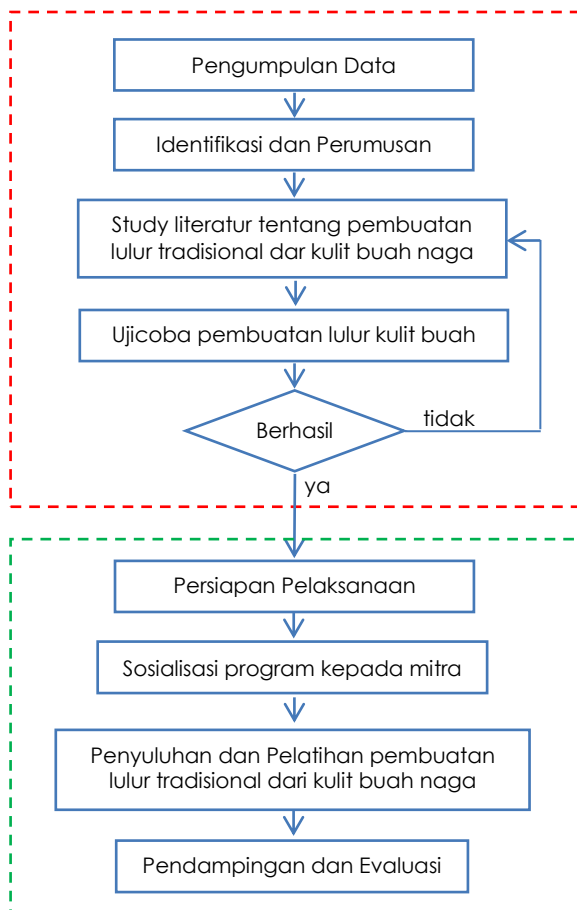 Pengumpulan Data
Identifikasi dan Perumusan
Study literatur tentang pembuatan
lulur tradisional dar kulit buah naga
Ujicoba pembuatan lulur kulit buah
Berhasil
tidak
ya
Persiapan Pelaksanaan
Sosialisasi program kepada mitra
Penyuluhan dan Pelatihan pembuatan
lulur tradisional dari kulit buah naga
Pendampingan dan Evaluasi